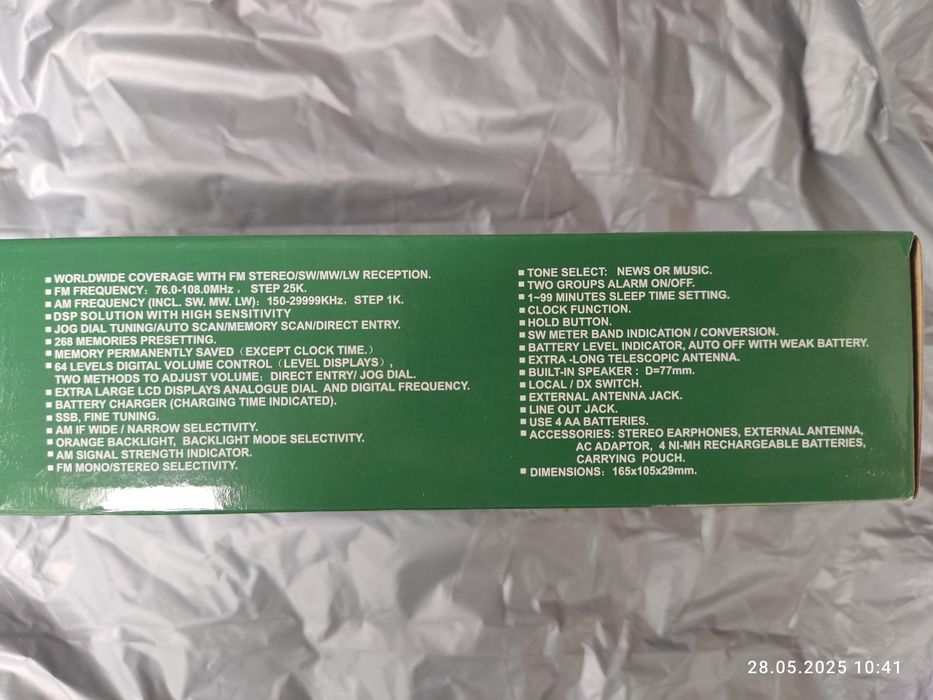 ■ WORLDWIDE COVERAGE WITH FM STEREO/SW/MW/LW RECEPTION.
■ FM FREQUENCY: 76.0-108.0MHz , STEP 25K.
■ AM FREQUENCY (INCL. SW. MW. LW): 150-29999KHz, STEP 1K.
■ DSP SOLUTION WITH HIGH SENSITIVITY
■ JOG DIAL TUNING/AUTO SCAN/MEMORY SCAN/DIRECT ENTRY.
■ 268 MEMORIES PRESETTING.
■ MEMORY PERMANENTLY SAVED (EXCEPT CLOCK TIME.)
■ 64 LEVELS DIGITAL VOLUME CONTROL (LEVEL DISPLAYS) ,
TWO METHODS TO ADJUST VOLUME: DIRECT ENTRY/ JOG DIAL.
■ EXTRA LARGE LCD DISPLAYS ANALOGUE DIAL AND DIGITAL FREQUENCY.
■ BATTERY CHARGER (CHARGING TIME INDICATED).
■ SSB, FINE TUNING.
■ AM IF WIDE / NARROW SELECTIVITY.
■ ORANGE BACKLIGHT, BACKLIGHT MODE SELECTIVITY.
■ AM SIGNAL STRENGTH INDICATOR.
■ FM MONO/STEREO SELECTIVITY.
■ TONE SELECT: NEWS OR MUSIC.
■ TWO GROUPS ALARM ON/OFF.
■ 1~99 MINUTES SLEEP TIME SETTING.
■ CLOCK FUNCTION.
■ HOLD BUTTON.
■ SW METER BAND INDICATION / CONVERSION.
■ BATTERY LEVEL INDICATOR, AUTO OFF WITH WEAK BATTERY.
■ EXTRA -LONG TELESCOPIC ANTENNA.
■ BUILT-IN SPEAKER : D=77mm.
■ LOCAL / DX SWITCH.
■ EXTERNAL ANTENNA JACK.
■ LINE OUT JACK.
■ USE 4 AA BATTERIES.
■ ACCESSORIES: STEREO EARPHONES, EXTERNAL ANTENNA,
AC ADAPTOR, 4 NI-MH RECHARGEABLE BATTERIES,
CARRYING POUCH.
■ DIMENSIONS: 165x105x29mm.
28.05.2025 10:41